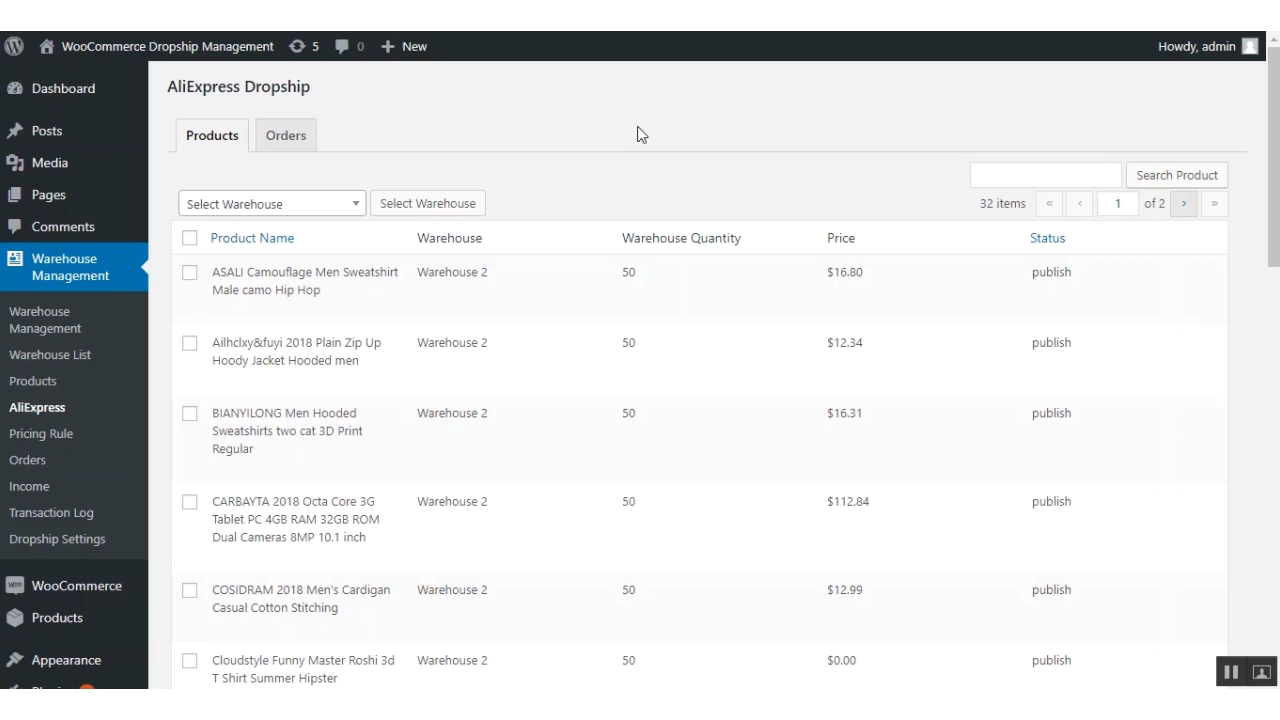 WooCommerce Dropship Management 5 0 New Howdy, admin
Dashboard
Posts
Media
Pages
Comments
Warehouse
Management
Warehouse
Management
Warehouse List
Products
AliExpress
Pricing Rule
Orders
Income
Transaction Log
Dropship Settings
WooCommerce
Products
Appearance
AliExpress Dropship
Products Orders
Search Product
Select Warehouse Select Warehouse 32 items « ‹ 1 of 2 › »
Product Name Warehouse Warehouse Quantity Price Status
ASALI Camouflage Men Sweatshirt Warehouse 2 50 $16.80 publish
Male camo Hip Hop
Ailhclxy&fuyi 2018 Plain Zip Up Warehouse 2 50 $12.34 publish
Hoody Jacket Hooded men
BIANYILONG Men Hooded Warehouse 2 50 $16.31 publish
Sweatshirts two cat 3D Print
Regular
CARBAYTA 2018 Octa Core 3G Warehouse 2 50 $112.84 publish
Tablet PC 4GB RAM 32GB ROM
Dual Cameras 8MP 10.1 inch
COSIDRAM 2018 Men's Cardigan Warehouse 2 50 $12.99 publish
Casual Cotton Stitching
Cloudstyle Funny Master Roshi 3d Warehouse 2 50 $0.00 publish
T Shirt Summer Hipster